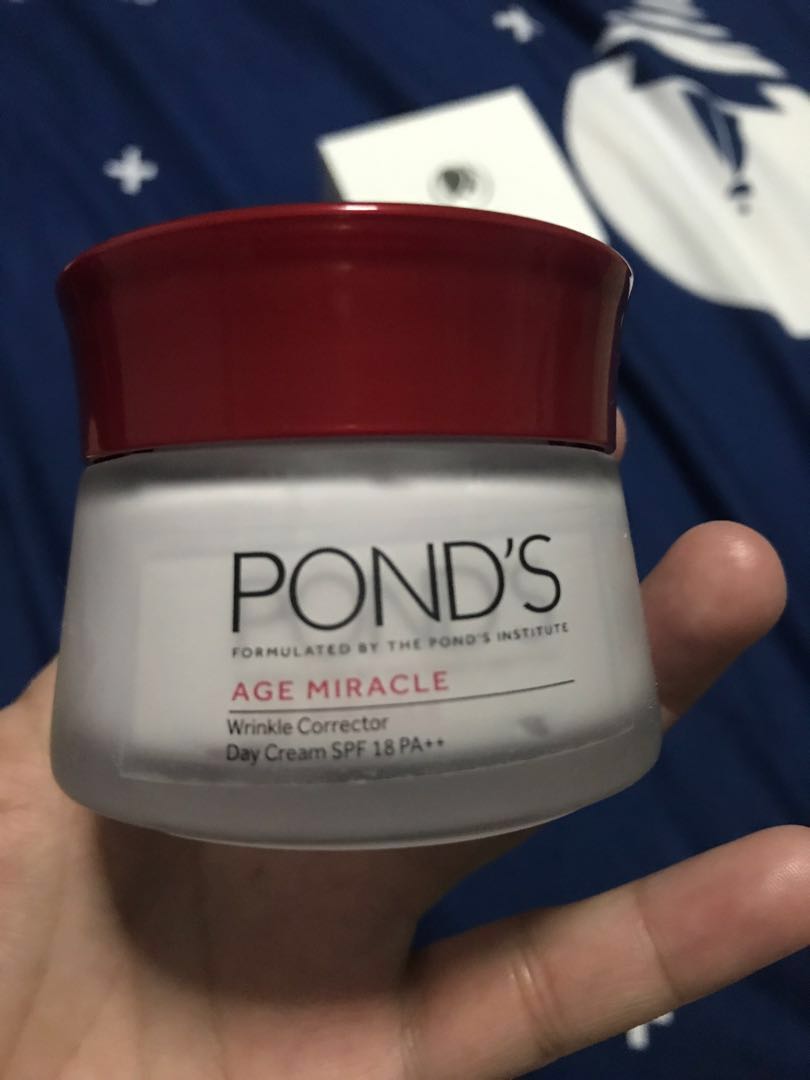 POND'S
FORMULATED BY THE POND'S INSTITUTE
AGE MIRACLE
Wrinkle Corrector
Day Cream SPF 18 PA++